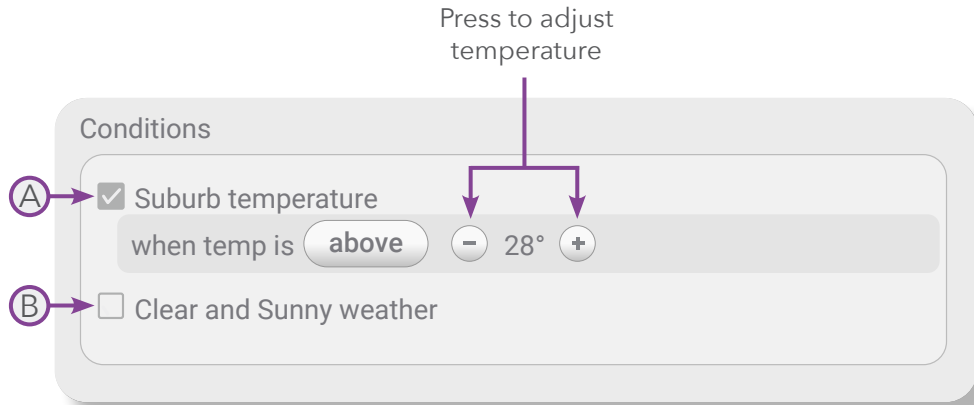 Press to adjust
temperature
Conditions
A
Suburb temperature
when temp is above - 28° +
B
Clear and Sunny weather